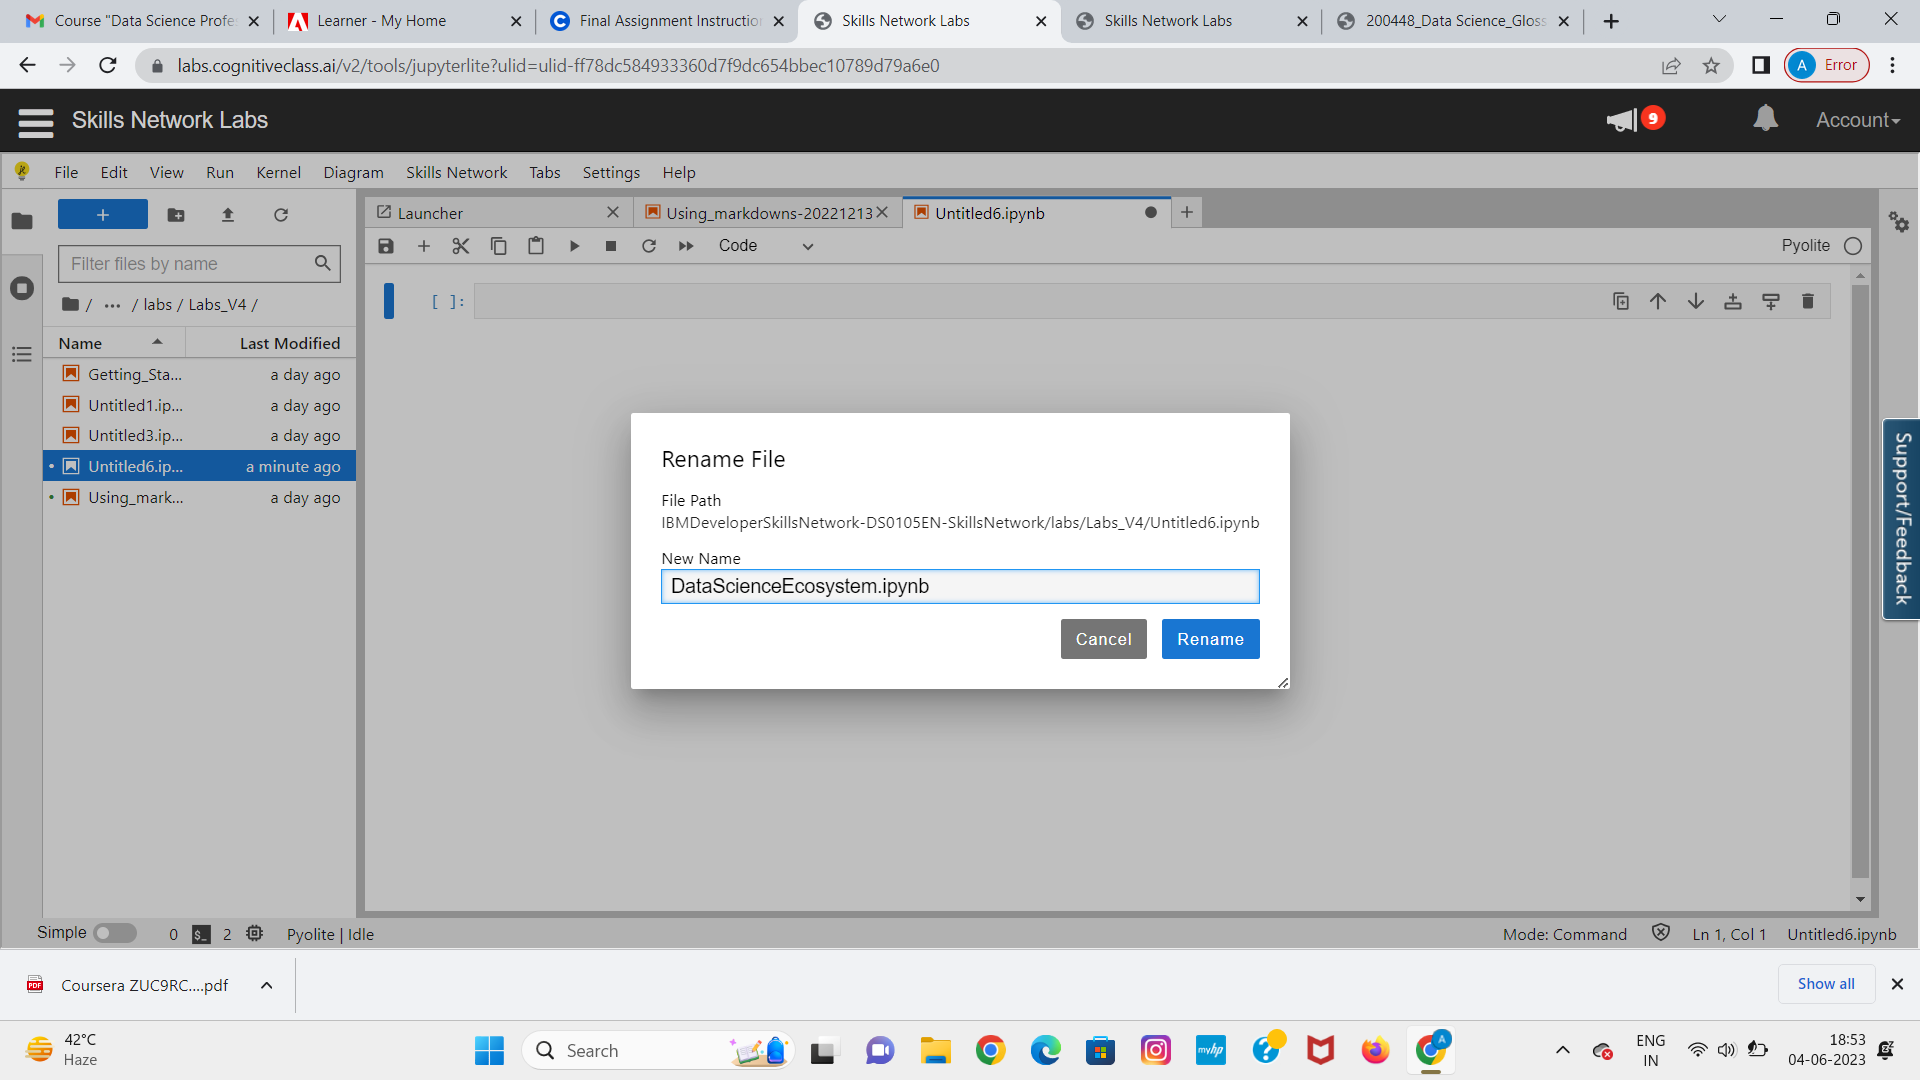 Course "Data Science Profe
Learner - My Home
Final Assignment Instructio
Skills Network Labs
Skills Network Labs
200448_Data Science_Gloss
labs.cognitiveclass.ai/v2/tools/jupyterlite?ulid=ulid-ff78dc584933360d7f9dc654bbec10789d79a6e0
A
Error
Skills Network Labs
9
Account
File
Edit
View
Run
Kernel
Diagram
Skills Network
Tabs
Settings
Help
+
Launcher
Using_markdowns-20221213
Untitled6.ipynb
Code
Pyolite
Filter files by name
/ ... / labs / Labs_V4 /
[ ]:
Name
Last Modified
Getting_Sta...
a day ago
Untitled1.ip...
a day ago
Untitled3.ip...
a day ago
Untitled6.ip...
a minute ago
Using_mark...
a day ago
Rename File
File Path
IBMDeveloperSkillsNetwork-DS0105EN-SkillsNetwork/labs/Labs_V4/Untitled6.ipynb
New Name
DataScienceEcosystem.ipynb
Cancel
Rename
Support/Feedback
Simple
0
$_
2
Pyolite | Idle
Mode: Command
Ln 1, Col 1
Untitled6.ipynb
PDF
Coursera ZUC9RC....pdf
Show all
42°C
Haze
Search
myhp
A
ENG
IN
18:53
04-06-2023